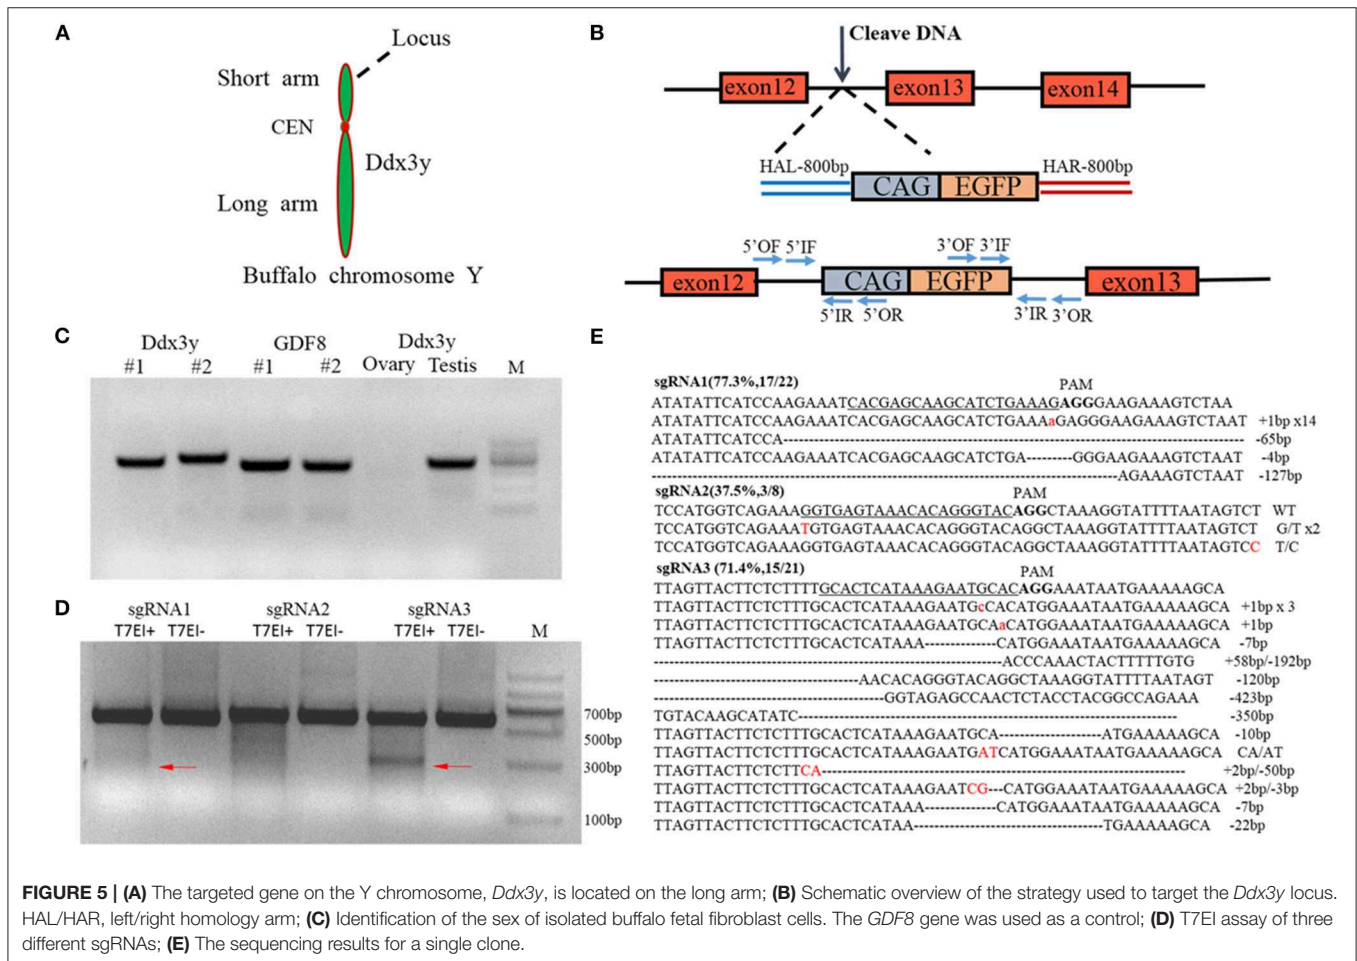 A
Locus
Short arm
CEN
Ddx3y
Long arm
Buffalo chromosome Y
B
Cleave DNA
exon12 exon13 exon14
HAL-800bp HAR-800bp
CAG EGFP
5'OF 5'IF 3'OF 3'IF
exon12 CAG EGFP exon13
5'IR 5'OR 3'IR 3'OR
C
Ddx3y GDF8 Ddx3y
#1 #2 #1 #2 Ovary Testis M
D
sgRNA1 sgRNA2 sgRNA3
T7EI+ T7EI- T7EI+ T7EI- T7EI+ T7EI- M
700bp
500bp
300bp
100bp
E
sgRNA1(77.3%,17/22) PAM
ATATATTCATCCAAGAAATCACGAGCAAGCATCTGAAAGAGGGAAGAAAGTCTAA
ATATATTCATCCAAGAAATCACGAGCAAGCATCTGAAAaGAGGGAAGAAAGTCTAAT +1bp x14
ATATATTCATCCA--------------------------------------------------------------------- -65bp
ATATATTCATCCAAGAAATCACGAGCAAGCATCTGA---------GGGAAGAAAGTCTAAT -4bp
---------------------------------------------------------------------AGAAAGTCTAAT -127bp
sgRNA2(37.5%,3/8) PAM
TCCATGGTCAGAAAGGTGAGTAAACACAGGGTACAGGCTAAAGGTATTTTAATAGTCT WT
TCCATGGTCAGAAATGTGAGTAAACACAGGGTACAGGCTAAAGGTATTTTAATAGTCT G/T x2
TCCATGGTCAGAAAGGTGAGTAAACACAGGGTACAGGCTAAAGGTATTTTAATAGTCC T/C
sgRNA3 (71.4%,15/21) PAM
TTAGTTACTTCTCTTTTGCACTCATAAAGAATGCACAGGAAATAATGAAAAAGCA
TTAGTTACTTCTCTTTGCACTCATAAAGAATGcCACATGGAAATAATGAAAAAGCA +1bp x 3
TTAGTTACTTCTCTTTGCACTCATAAAGAATGCAaCATGGAAATAATGAAAAAGCA +1bp
TTAGTTACTTCTCTTTGCACTCATAAA------------CATGGAAATAATGAAAAAGCA -7bp
----------------------------------------------------------ACCCAAACTACTTTTTGTG +58bp/-192bp
-----------------------------------AACACAGGGTACAGGCTAAAGGTATTTTAATAGT -120bp
---------------------------------------GGTAGAGCCAACTCTACCTACGGCCAGAAA -423bp
TGTACAAGCATATC---------------------------------------------------------------- -350bp
TTAGTTACTTCTCTTTGCACTCATAAAGAATGCA-----------------ATGAAAAAGCA -10bp
TTAGTTACTTCTCTTTGCACTCATAAAGAATGATCATGGAAATAATGAAAAAGCA CA/AT
TTAGTTACTTCTCTTCA------------------------------------------------------------- +2bp/-50bp
TTAGTTACTTCTCTTTGCACTCATAAAGAATCG---CATGGAAATAATGAAAAAGCA +2bp/-3bp
TTAGTTACTTCTCTTTGCACTCATAAA------------CATGGAAATAATGAAAAAGCA -7bp
TTAGTTACTTCTCTTTGCACTCATAA--------------------------------TGAAAAAGCA -22bp
FIGURE 5 | (A) The targeted gene on the Y chromosome, Ddx3y, is located on the long arm; (B) Schematic overview of the strategy used to target the Ddx3y locus.
HAL/HAR, left/right homology arm; (C) Identification of the sex of isolated buffalo fetal fibroblast cells. The GDF8 gene was used as a control; (D) T7EI assay of three
different sgRNAs; (E) The sequencing results for a single clone.